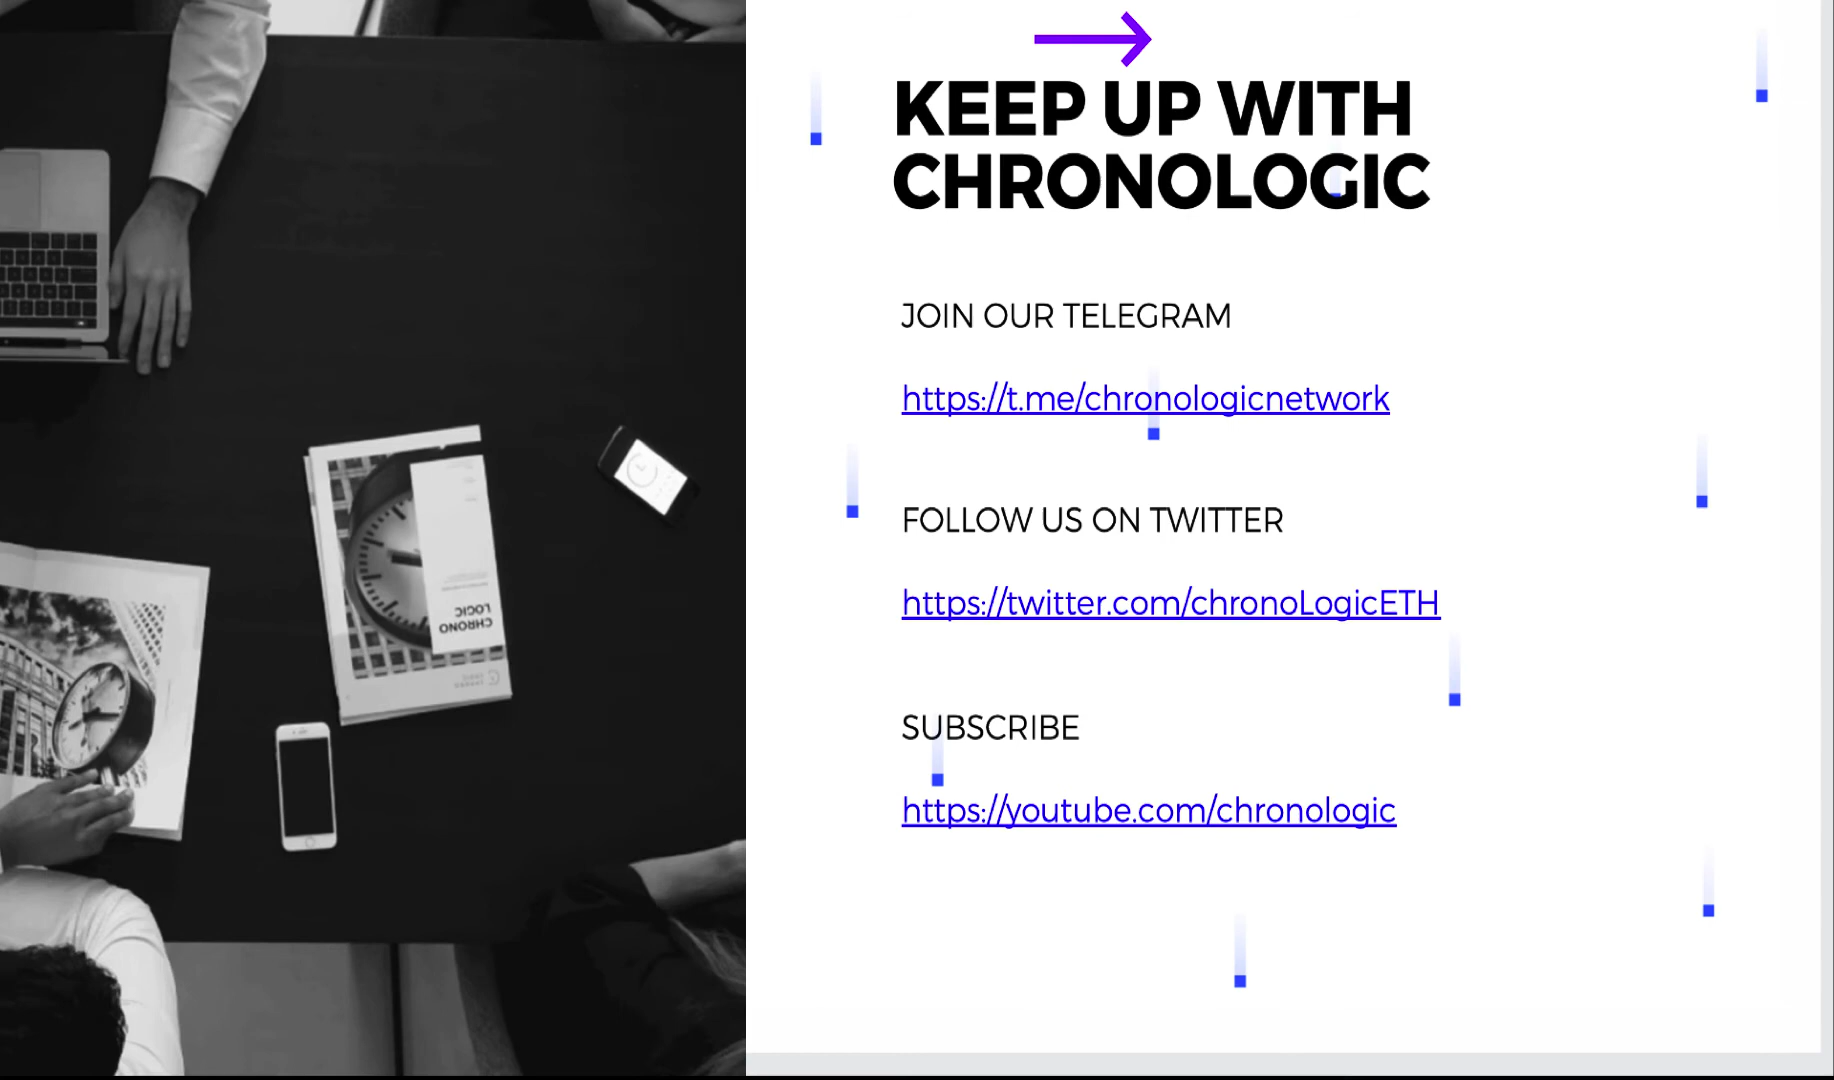 KEEP UP WITH
CHRONOLOGIC
JOIN OUR TELEGRAM
https://t.me/chronologicnetwork
FOLLOW US ON TWITTER
https://twitter.com/chronoLogicETH
SUBSCRIBE
https://youtube.com/chronologic
CHRONO
LOGIC